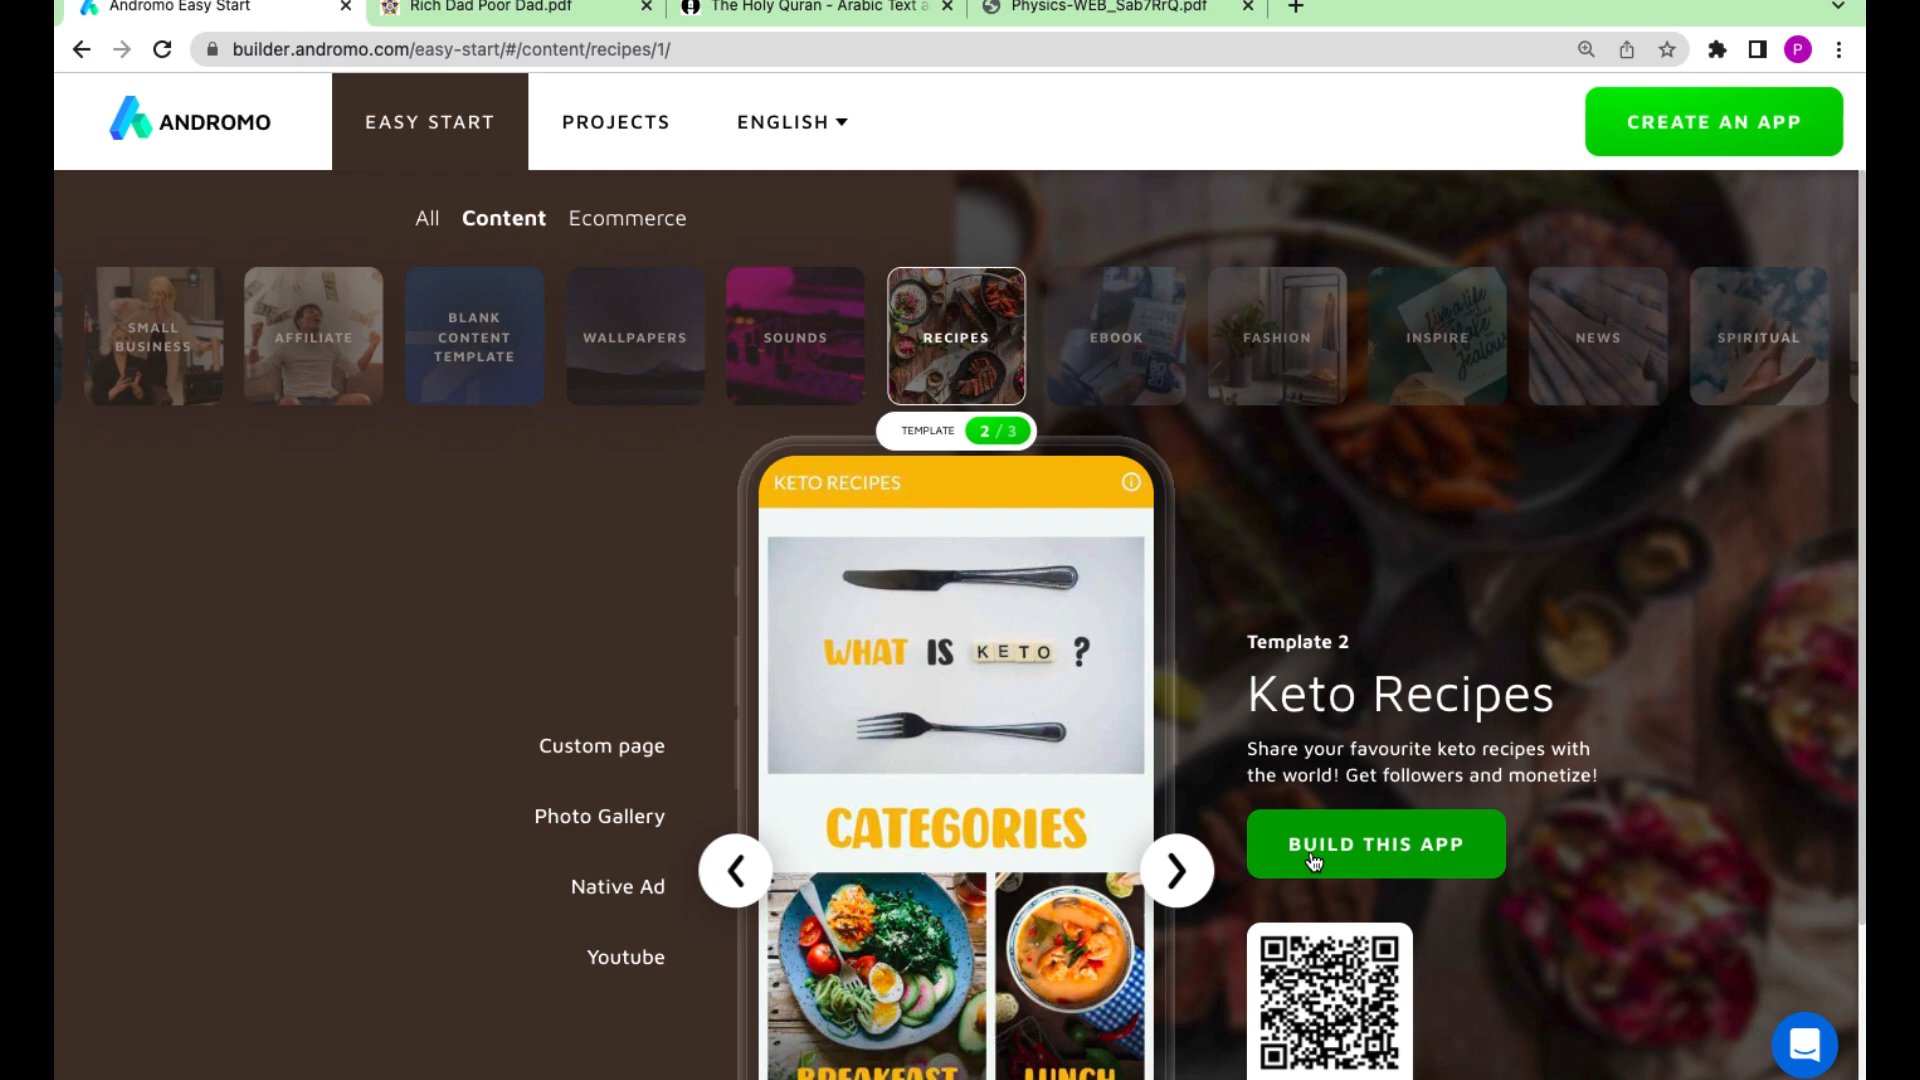 Andromo Easy Start
Rich Dad Poor Dad.pdf
The Holy Quran - Arabic Text a
Physics-WEB_Sab7RrQ.pdf
builder.andromo.com/easy-start/#/content/recipes/1/
P
ANDROMO
EASY START
PROJECTS
ENGLISH
CREATE AN APP
All
Content
Ecommerce
SMALL
BUSINESS
AFFILIATE
BLANK
CONTENT
TEMPLATE
WALLPAPERS
SOUNDS
RECIPES
EBOOK
FASHION
INSPIRE
NEWS
SPIRITUAL
TEMPLATE 2 / 3
KETO RECIPES
WHAT IS KETO ?
CATEGORIES
BREAKFAST
LUNCH
Custom page
Photo Gallery
Native Ad
Youtube
Template 2
Keto Recipes
Share your favourite keto recipes with
the world! Get followers and monetize!
BUILD THIS APP